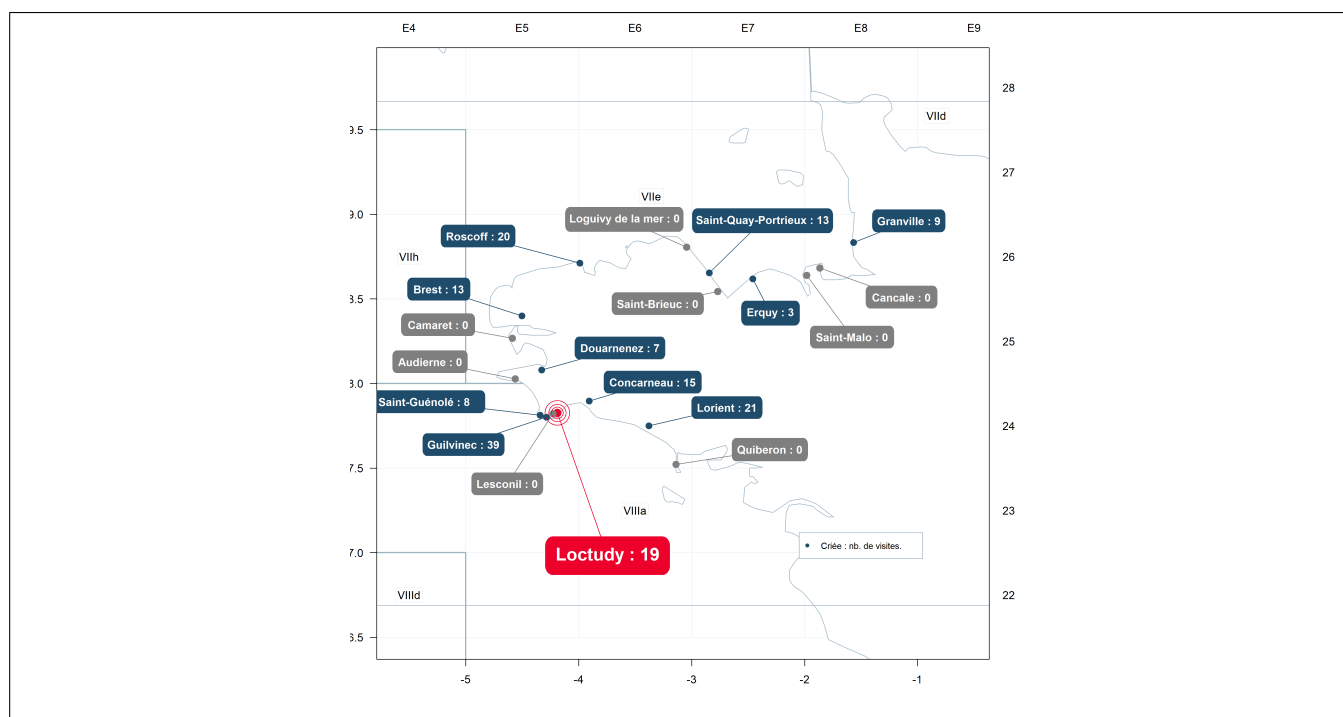 E4 E5 E6 E7 E8 E9
28
VIId
9.5
27
VIIe
Loguivy de la mer : 0
Saint-Quay-Portrieux : 13
Granville : 9
9.0
Roscoff : 20
VIIh
26
Brest : 13
Cancale : 0
8.5
Saint-Brieuc : 0
Erquy : 3
Camaret : 0
Saint-Malo : 0
25
Douarnenez : 7
Audierne : 0
8.0
Concarneau : 15
Saint-Guénolé : 8
Lorient : 21
24
Guilvinec : 39
Quiberon : 0
7.5
Lesconil : 0
VIIIa
23
Criée : nb. de visites.
Loctudy : 19
7.0
VIIId
22
6.5
-5 -4 -3 -2 -1